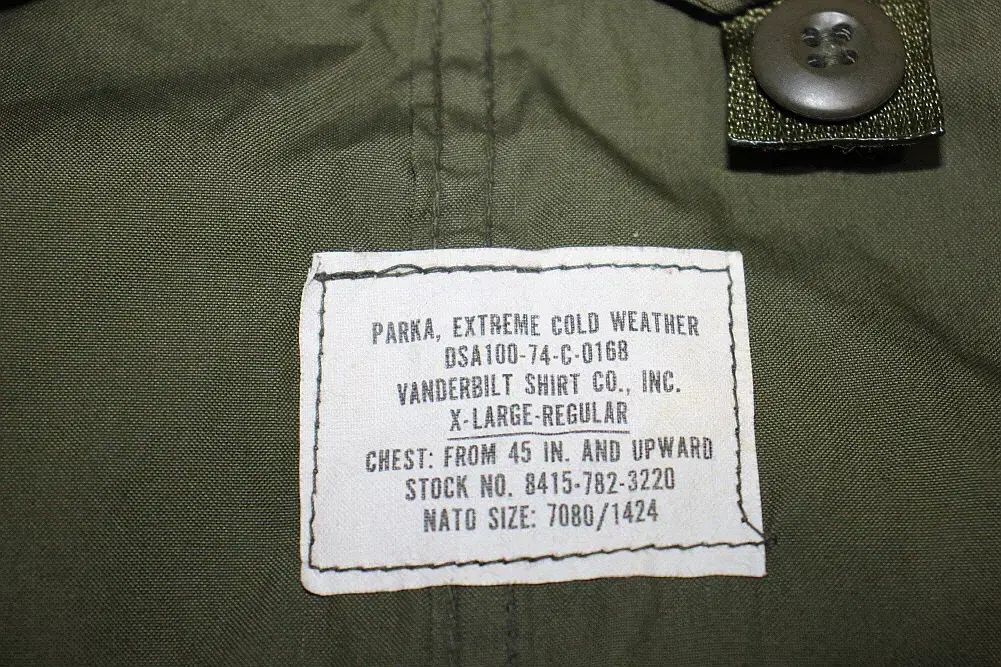 PARKA, EXTREME COLD WEATHER
DSA100-74-C-0168
VANDERBILT SHIRT CO., INC.
X-LARGE-REGULAR
CHEST: FROM 45 IN. AND UPWARD
STOCK NO. 8415-782-3220
NATO SIZE: 7080/1424